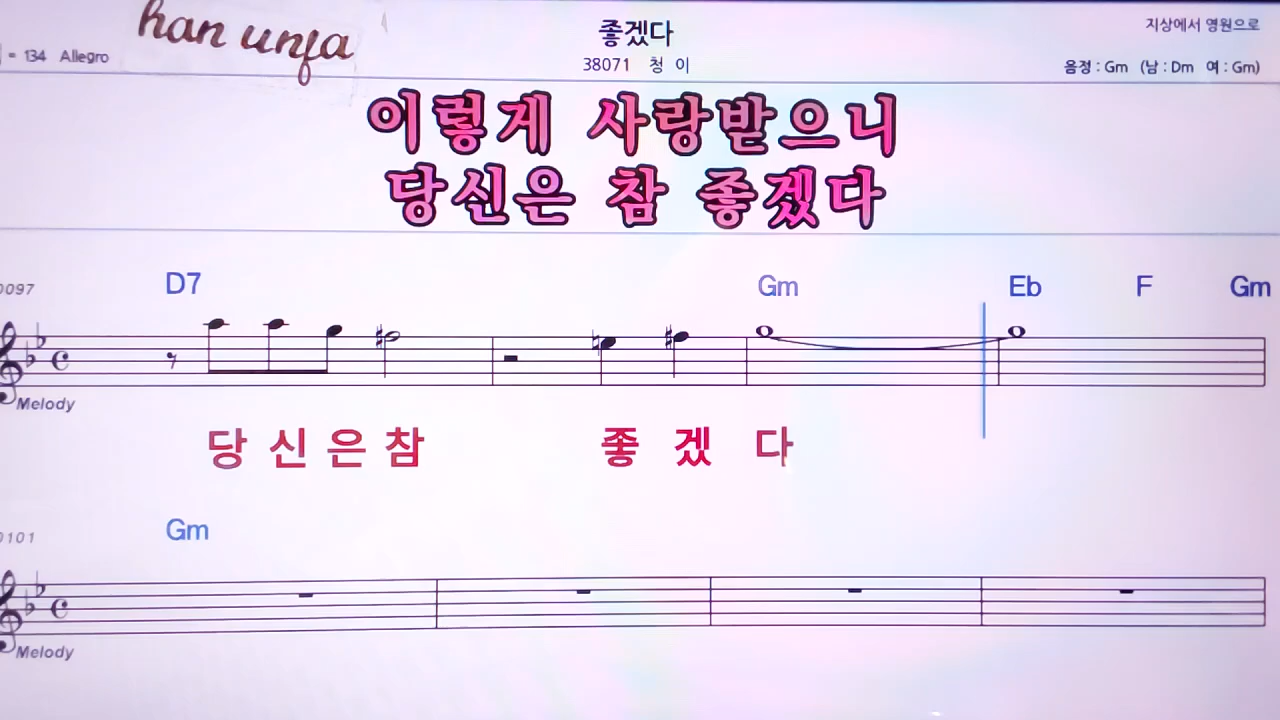 han unfa
좋겠다
지상에서 영원으로
= 134 Allegro
38071 청 이
음정 : Gm (남 : Dm 여 : Gm)
이렇게 사랑받으니
당신은 참 좋겠다
D7 Gm Eb F Gm
0097
Melody
당 신 은 참 좋 겠 다
Gm
0101
Melody